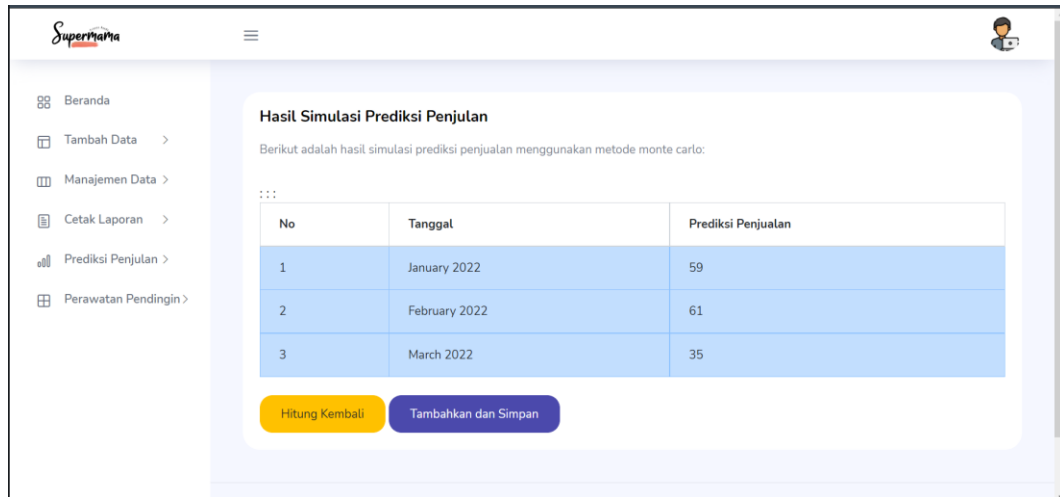 Supermama
Beranda
Tambah Data
Manajemen Data
Cetak Laporan
Prediksi Penjulan
Perawatan Pendingin
Hasil Simulasi Prediksi Penjulan
Berikut adalah hasil simulasi prediksi penjualan menggunakan metode monte carlo:
: : :
No Tanggal Prediksi Penjualan
1 January 2022 59
2 February 2022 61
3 March 2022 35
Hitung Kembali Tambahkan dan Simpan